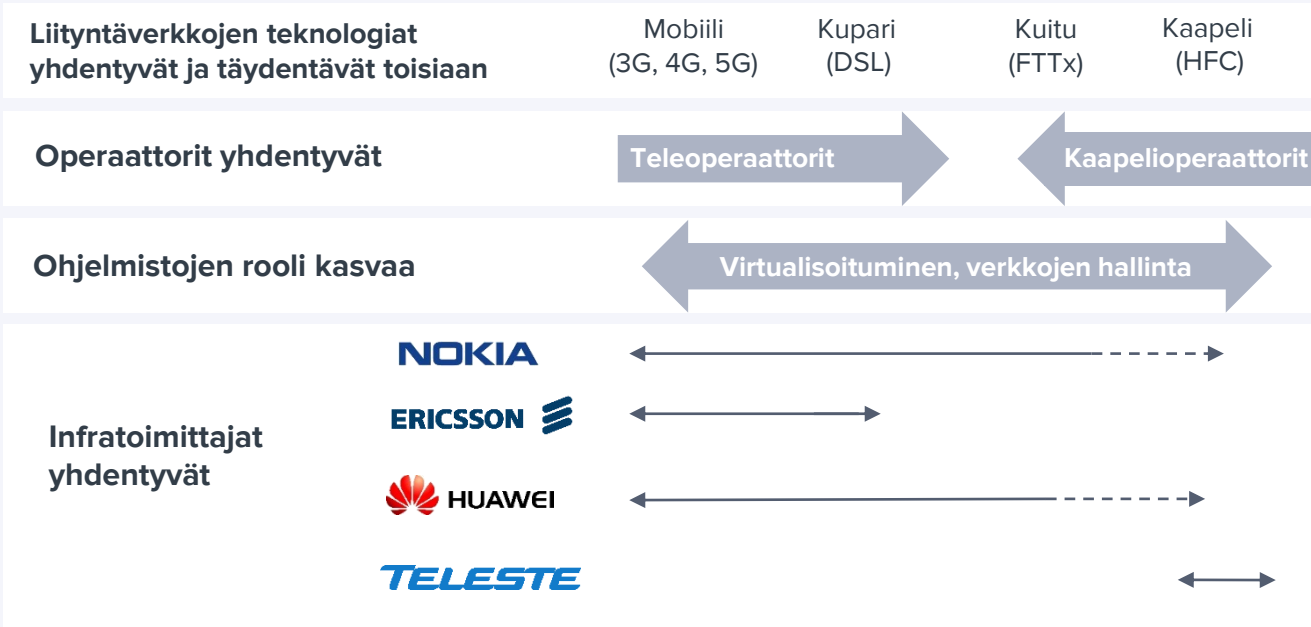 Liityntäverkkojen teknologiat
yhdentyvät ja täydentävät toisiaan
Mobiili
(3G, 4G, 5G)
Kupari
(DSL)
Kuitu
(FTTx)
Kaapeli
(HFC)
Operaattorit yhdentyvät
Teleoperaattorit
Kaapelioperaattorit
Ohjelmistojen rooli kasvaa
Virtualisoituminen, verkkojen hallinta
Infratoimittajat
yhdentyvät
NOKIA
ERICSSON
HUAWEI
TELESTE